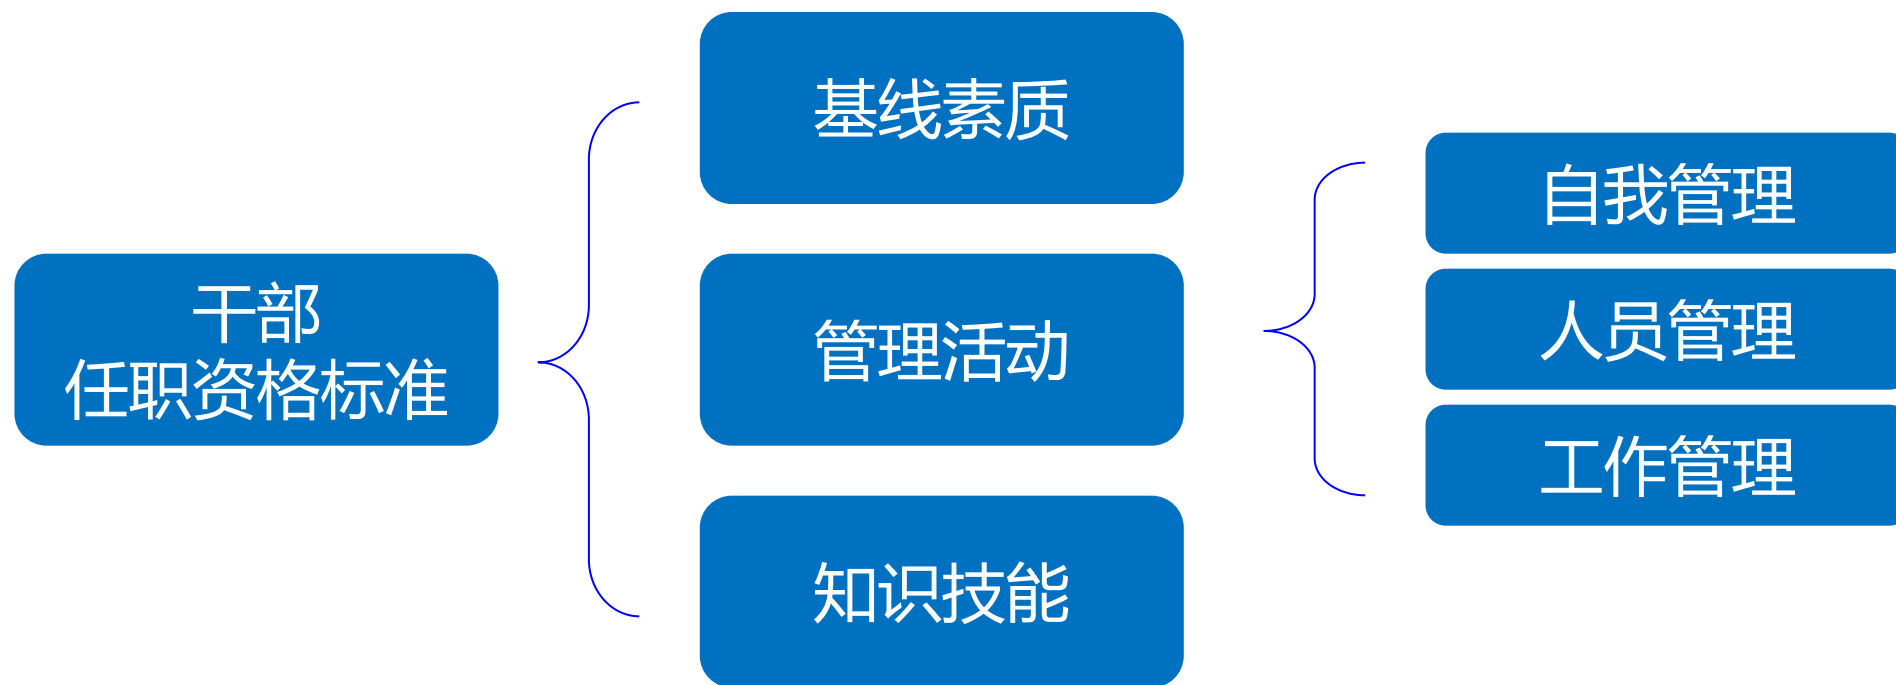 干部
任职资格标准
基线素质
管理活动
知识技能
自我管理
人员管理
工作管理